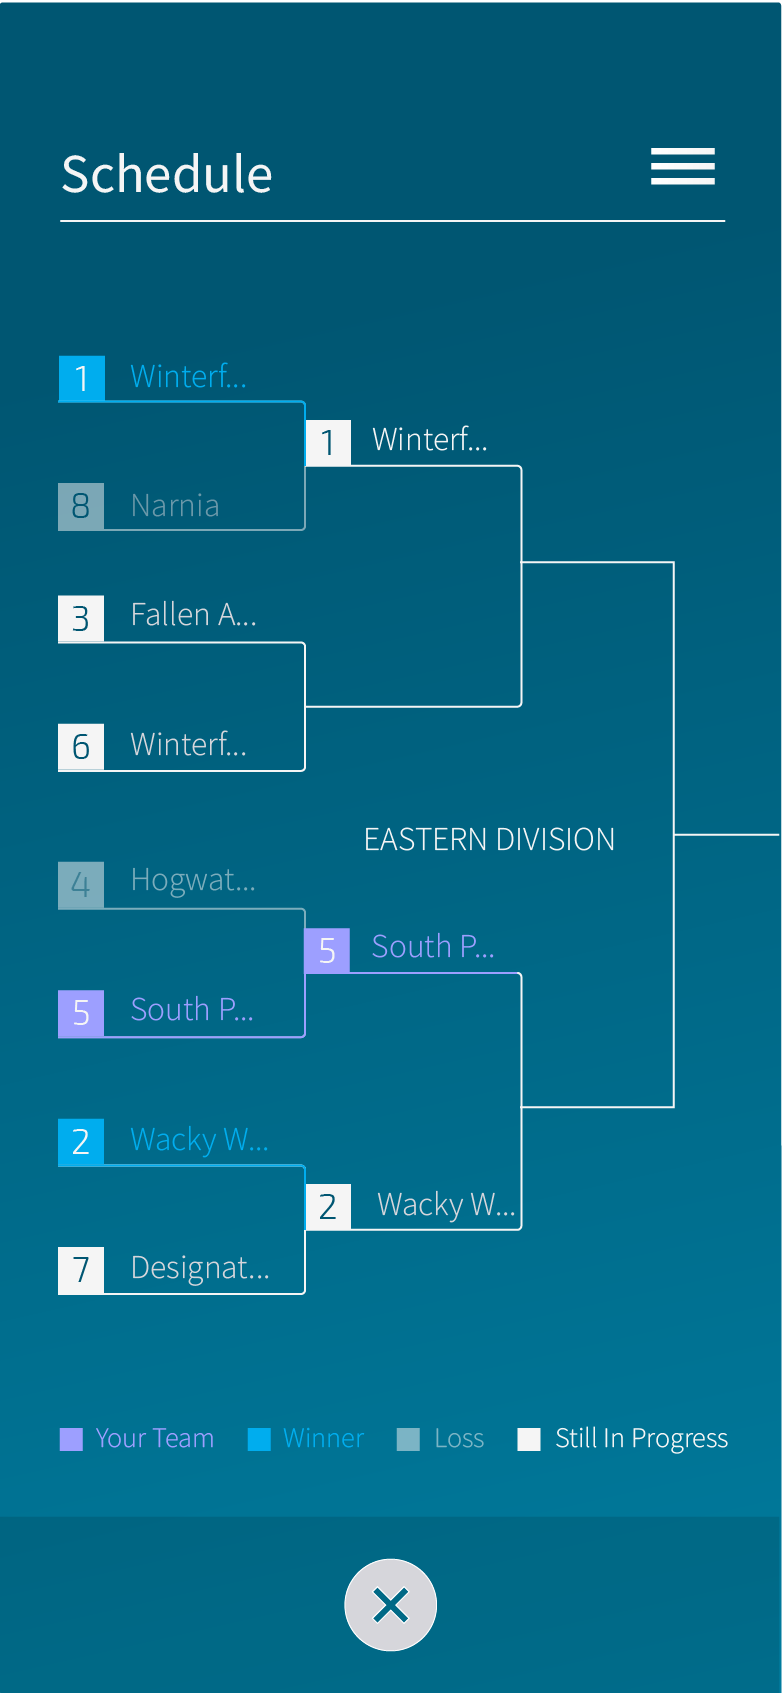 Schedule
1 Winterf...
1 Winterf...
8 Narnia
3 Fallen A...
6 Winterf...
EASTERN DIVISION
4 Hogwat...
5 South P...
5 South P...
2 Wacky W...
2 Wacky W...
7 Designat...
Your Team Winner Loss Still In Progress